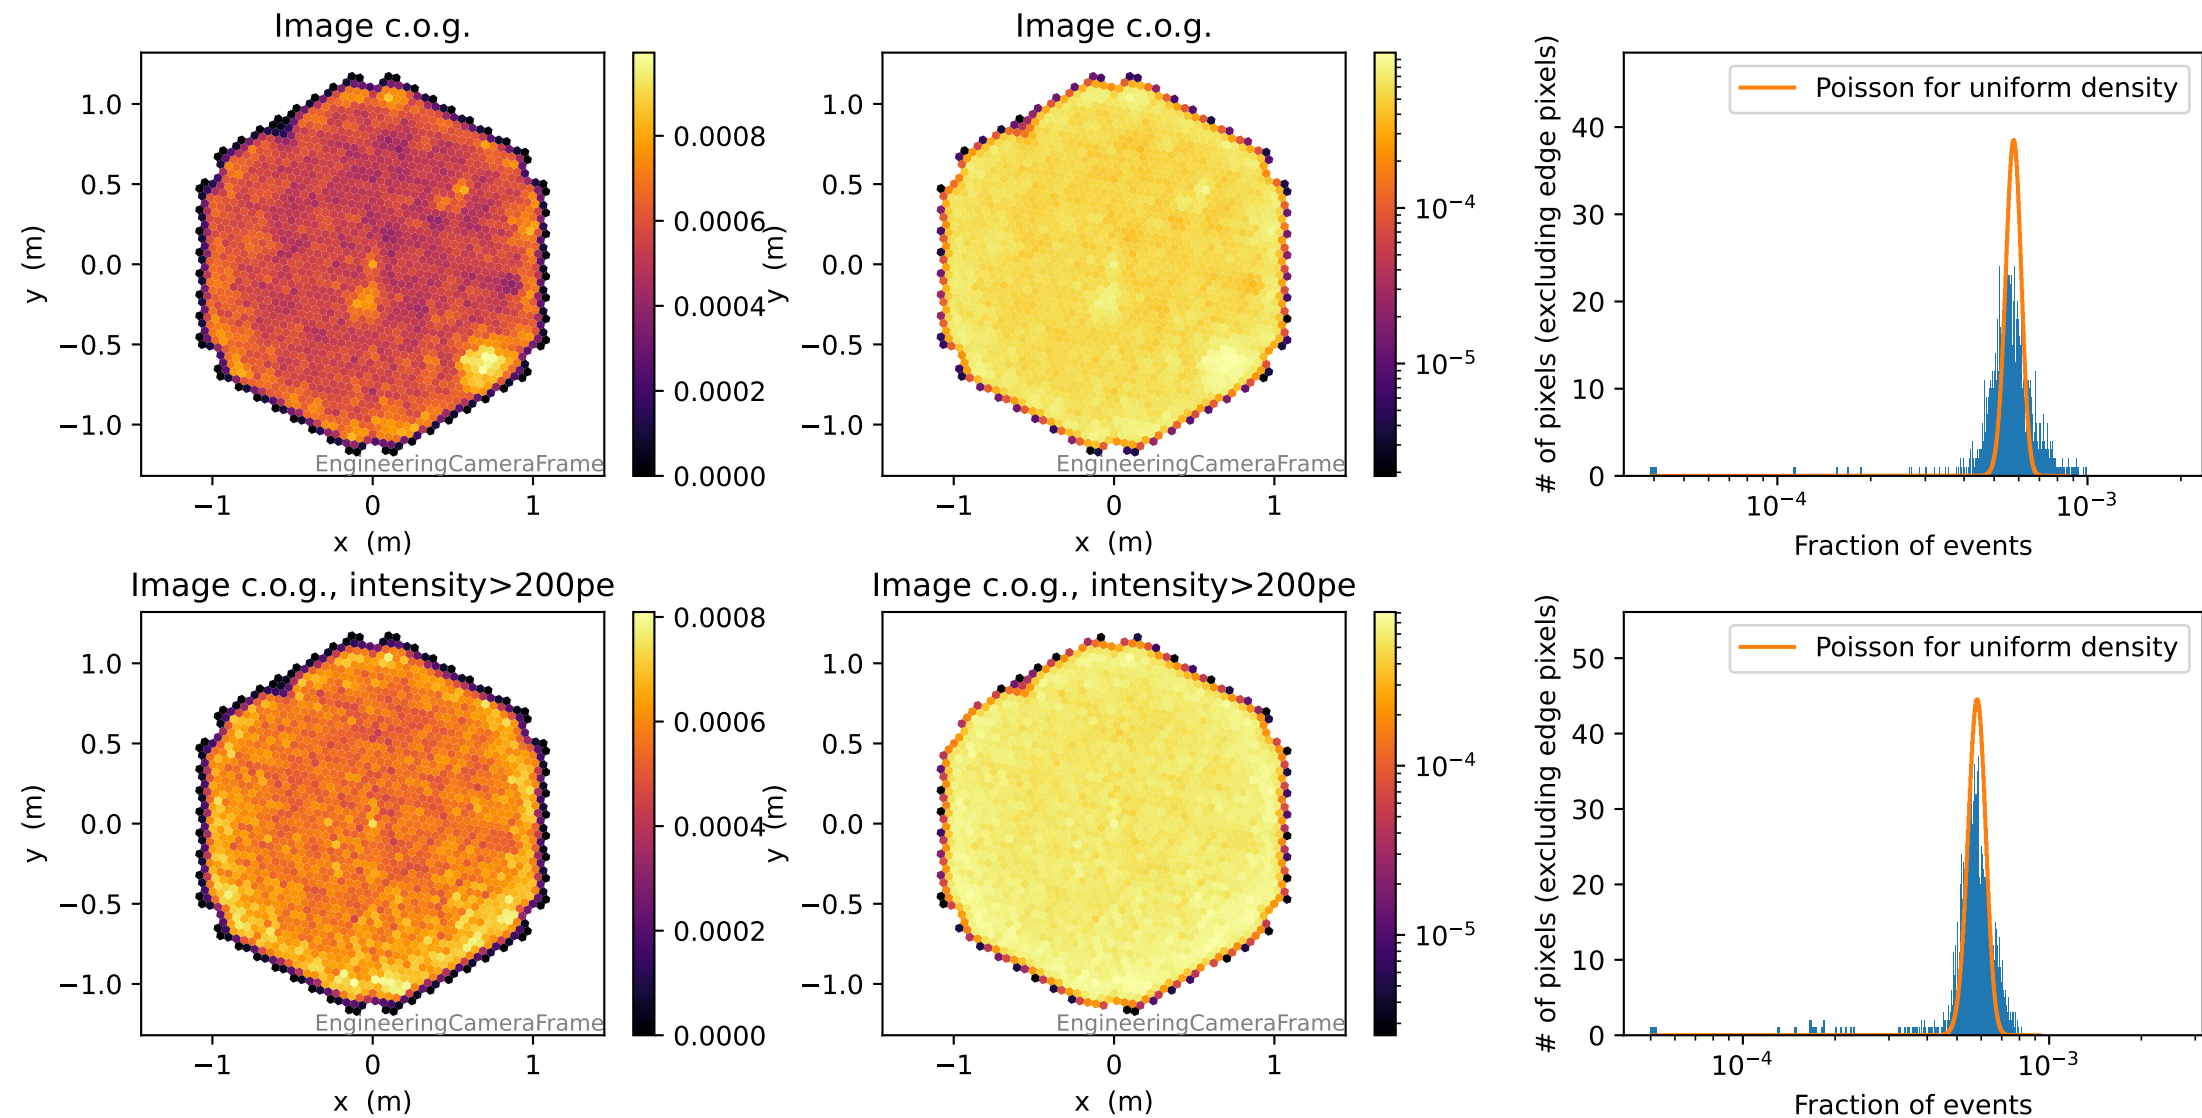 Image c.o.g.
1.0
0.5
0.0
−0.5
−1.0
y (m)
−1
0
1
x (m)
EngineeringCameraFrame
0.0008
0.0006
0.0004
0.0002
0.0000
Image c.o.g.
1.0
0.5
0.0
−0.5
−1.0
y (m)
−1
0
1
x (m)
EngineeringCameraFrame
10−4
10−5
# of pixels (excluding edge pixels)
40
30
20
10
0
Poisson for uniform density
10−4
10−3
Fraction of events
Image c.o.g., intensity>200pe
1.0
0.5
0.0
−0.5
−1.0
y (m)
−1
0
1
x (m)
EngineeringCameraFrame
0.0008
0.0006
0.0004
0.0002
0.0000
Image c.o.g., intensity>200pe
1.0
0.5
0.0
−0.5
−1.0
y (m)
−1
0
1
x (m)
EngineeringCameraFrame
10−4
10−5
# of pixels (excluding edge pixels)
50
40
30
20
10
0
Poisson for uniform density
10−4
10−3
Fraction of events